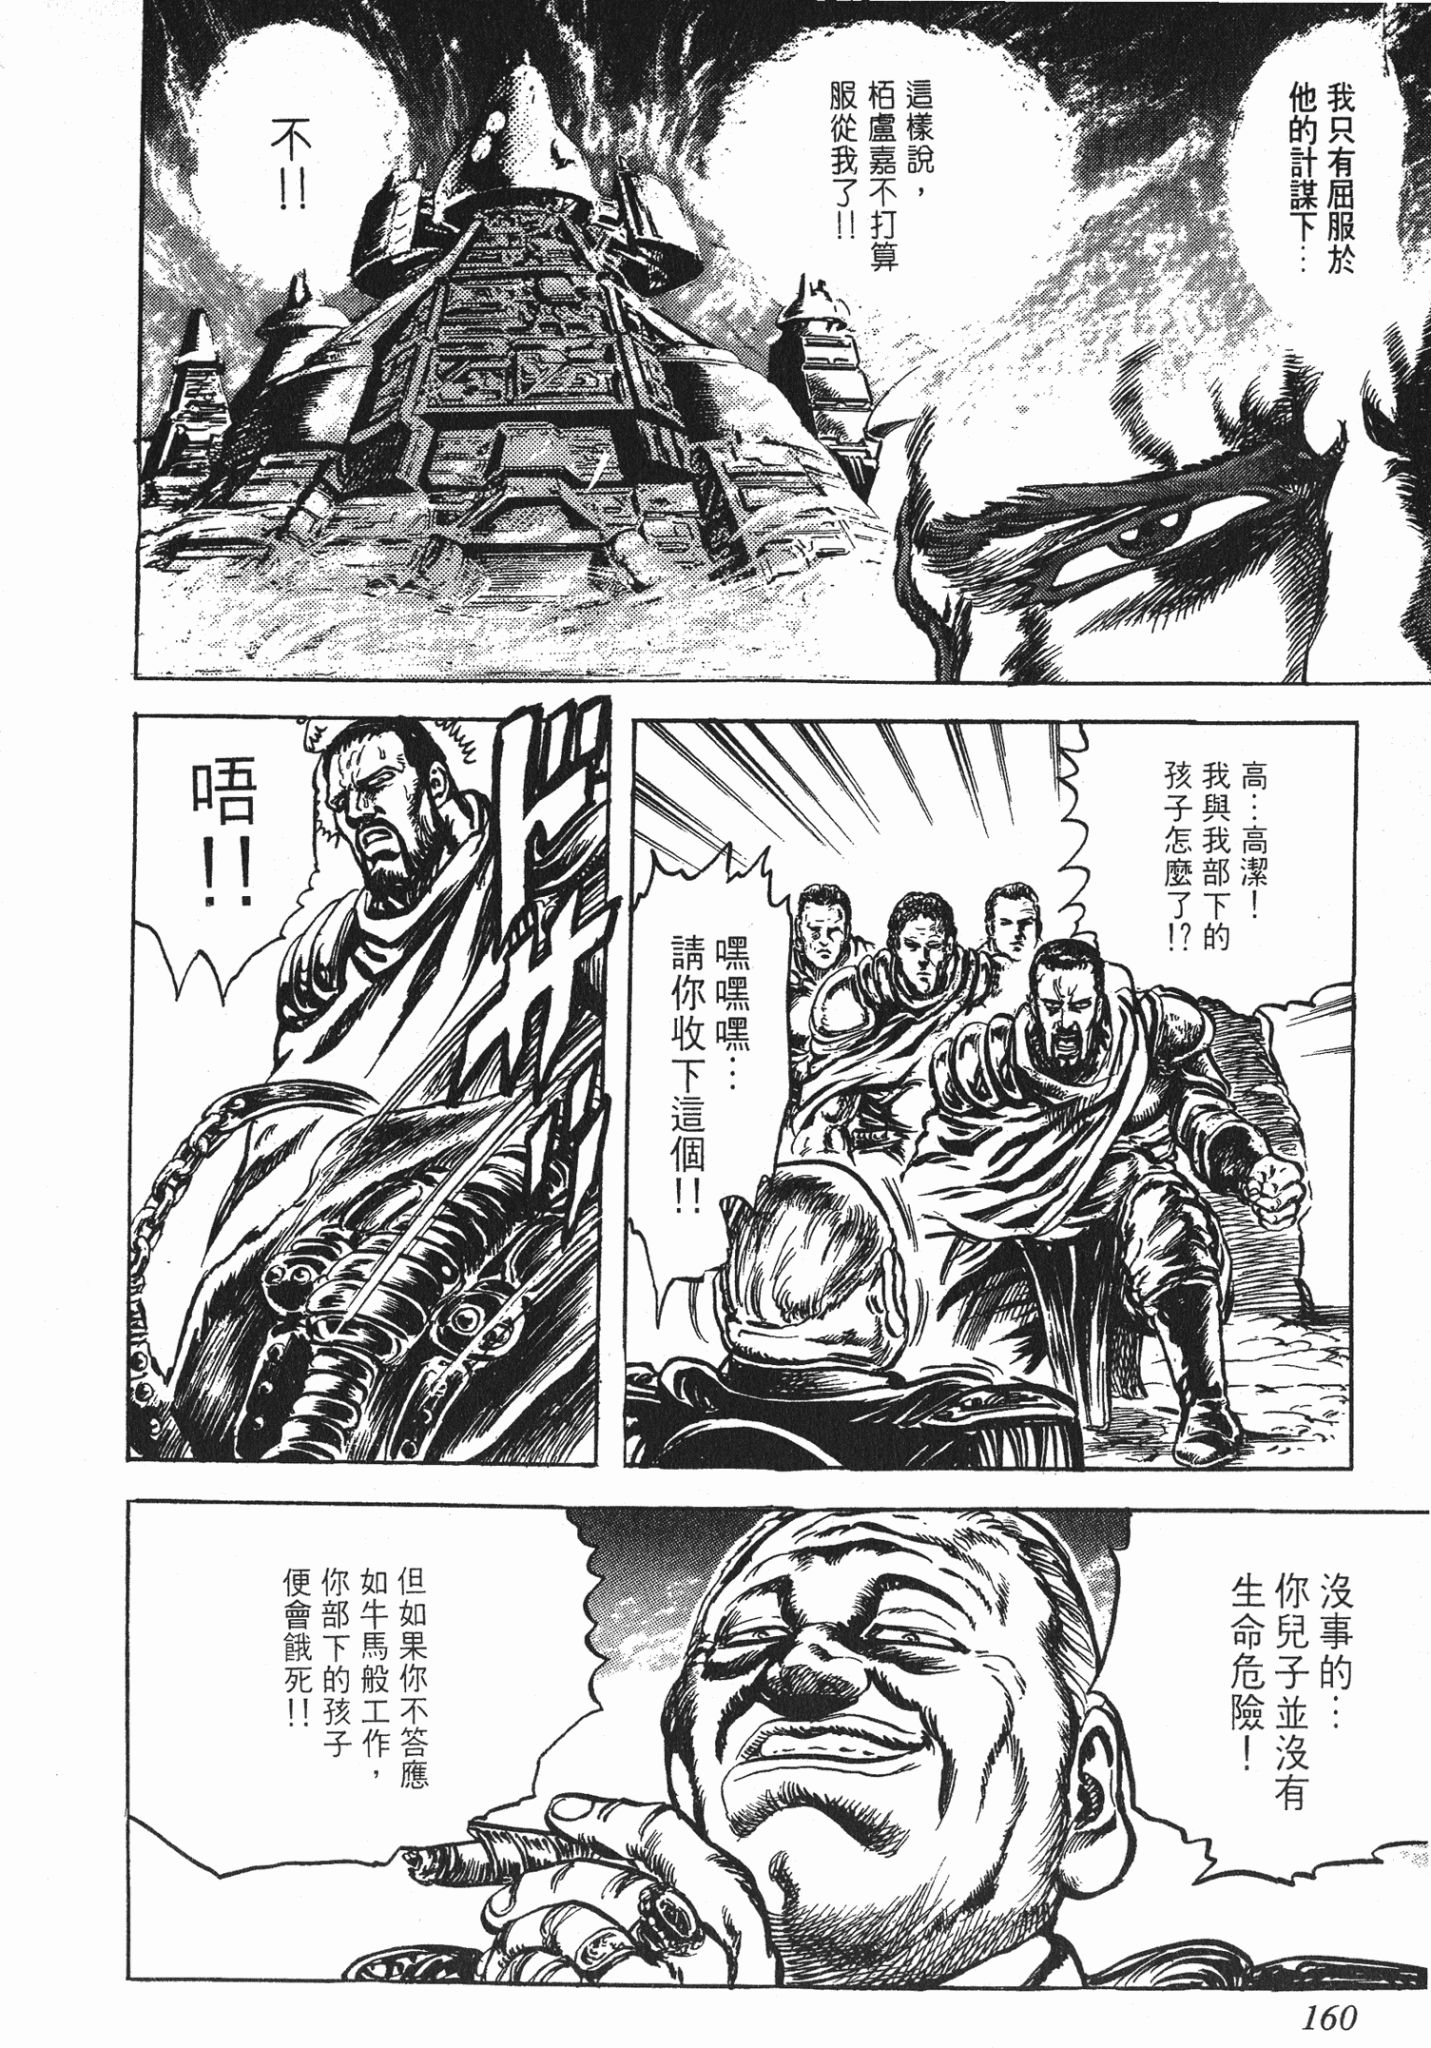 我只有屈服於
他的計謀下…
這樣說，
栢盧嘉不打算
服從我了!!
不!!
高…高潔！
我與我部下的
孩子怎麼了!?
嘿嘿嘿…
請你收下這個!!
唔!!
ドサッ
沒事的…
你兒子並沒有
生命危險！
但如果你不答應
如牛馬般工作，
你部下的孩子
便會餓死!!
160